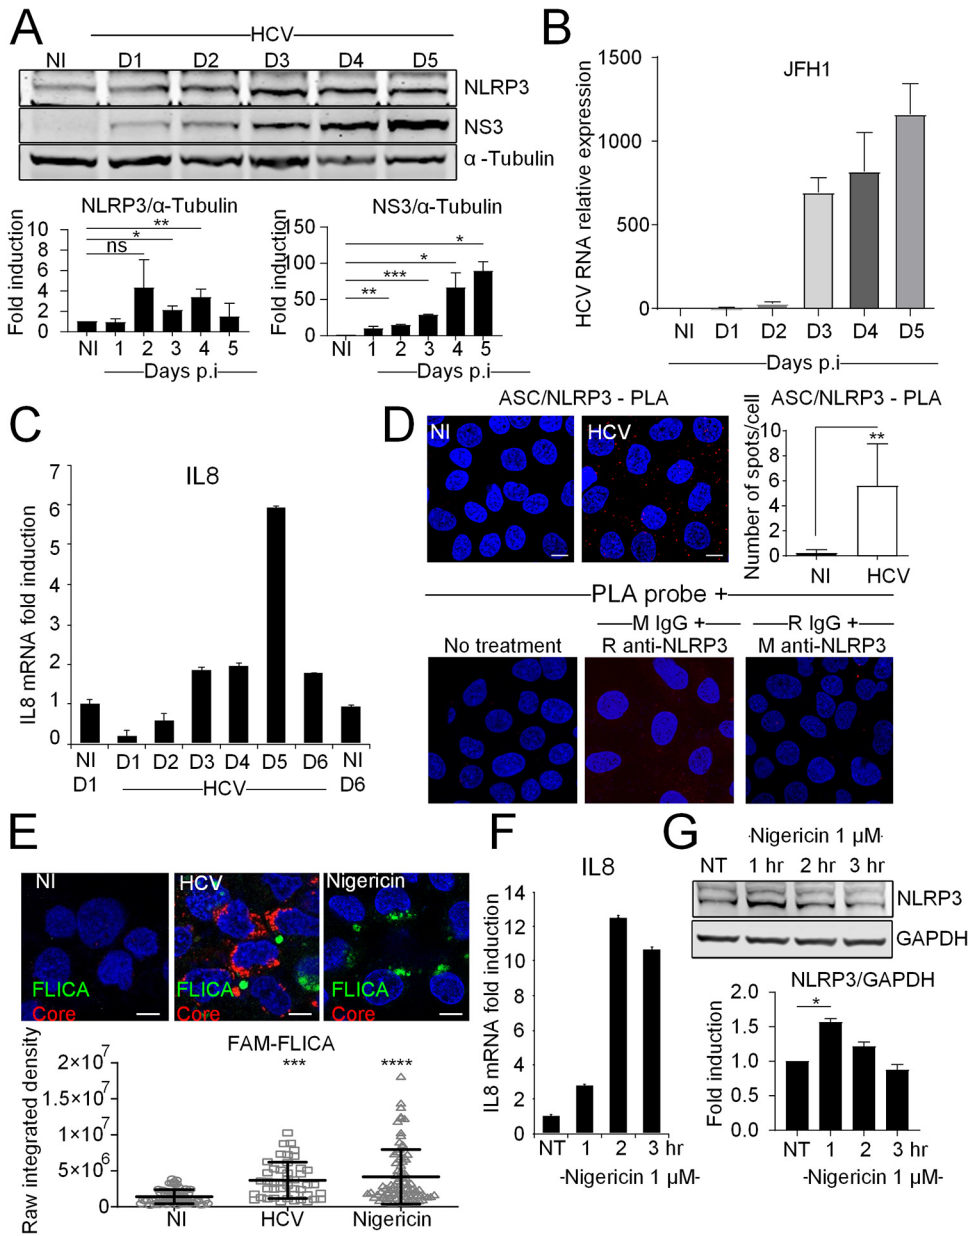 A
HCV
NI D1 D2 D3 D4 D5
NLRP3
NS3
α -Tubulin
NLRP3/α-Tubulin
Fold induction
10
8
6
4
2
0
**
*
ns
NI 1 2 3 4 5
Days p.i
NS3/α-Tubulin
Fold induction
150
100
50
0
*
*
***
**
NI 1 2 3 4 5
Days p.i
B
JFH1
HCV RNA relative expression
1500
1000
500
0
NI D1 D2 D3 D4 D5
Days p.i
C
IL8
IL8 mRNA fold induction
7
6
5
4
3
2
1
0
NI D1 D2 D3 D4 D5 D6 NI
D1 HCV D6
D
ASC/NLRP3 - PLA
NI
HCV
ASC/NLRP3 - PLA
Number of spots/cell
10
8
6
4
2
0
**
NI HCV
PLA probe +
No treatment
M IgG +
R anti-NLRP3
R IgG +
M anti-NLRP3
E
NI
FLICA
Core
HCV
FLICA
Core
Nigericin
FLICA
Core
FAM-FLICA
Raw integrated density
2×10⁷
1.5×10⁷
1×10⁷
5×10⁶
0
***
****
NI HCV Nigericin
F
IL8
IL8 mRNA fold induction
14
12
10
8
6
4
2
0
NT 1 2 3 hr
-Nigericin 1 µM-
G
·Nigericin 1 µM·
NT 1 hr 2 hr 3 hr
NLRP3
GAPDH
NLRP3/GAPDH
Fold induction
2.0
1.5
1.0
0.5
0.0
*
NT 1 2 3 hr
-Nigericin 1 µM-